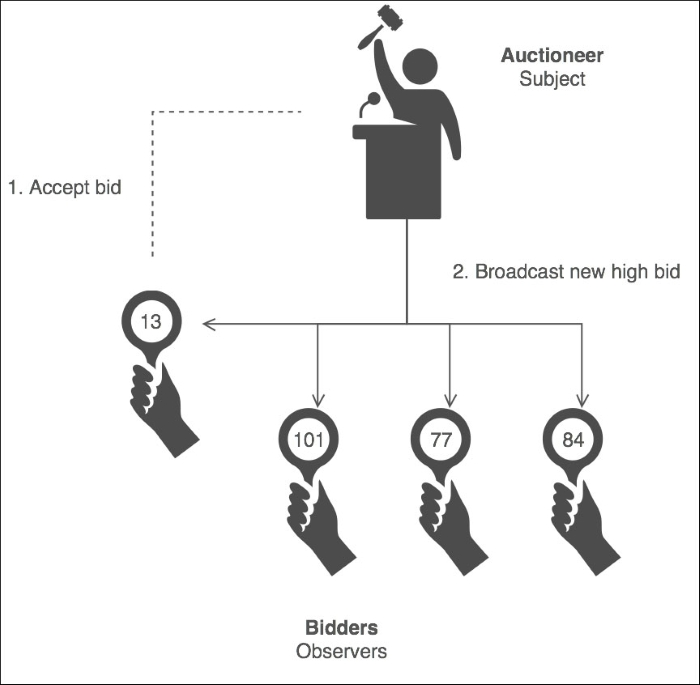 Auctioneer
Subject
1. Accept bid
2. Broadcast new high bid
13
101
77
84
Bidders
Observers